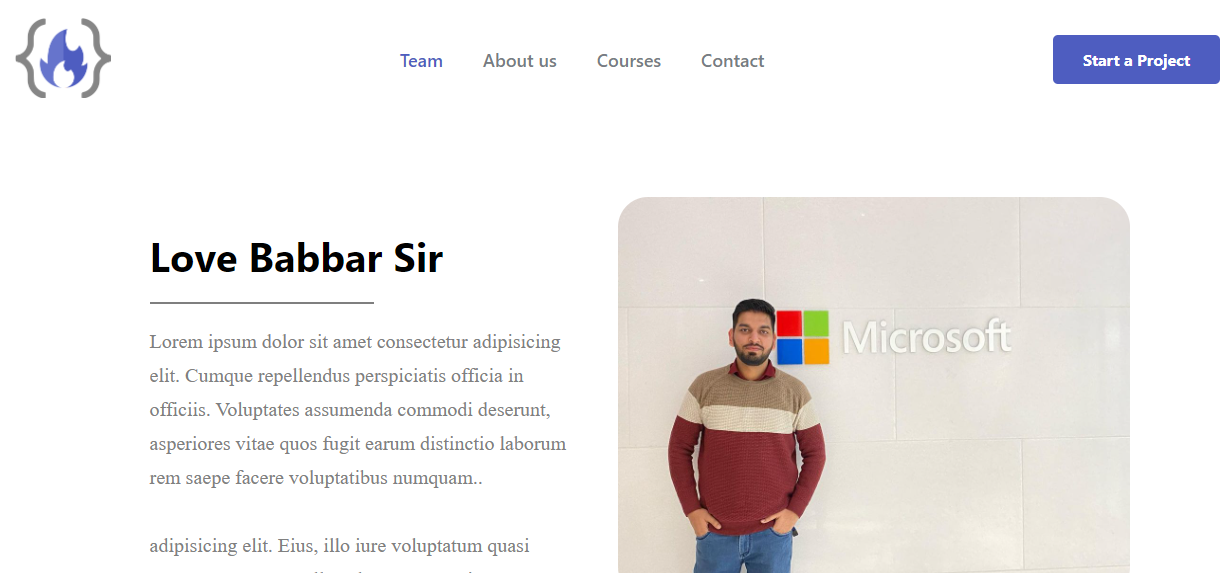 Team About us Courses Contact Start a Project
Love Babbar Sir
Lorem ipsum dolor sit amet consectetur adipisicing
elit. Cumque repellendus perspiciatis officia in
officiis. Voluptates assumenda commodi deserunt,
asperiores vitae quos fugit earum distinctio laborum
rem saepe facere voluptatibus numquam..
adipisicing elit. Eius, illo iure voluptatum quasi
Microsoft